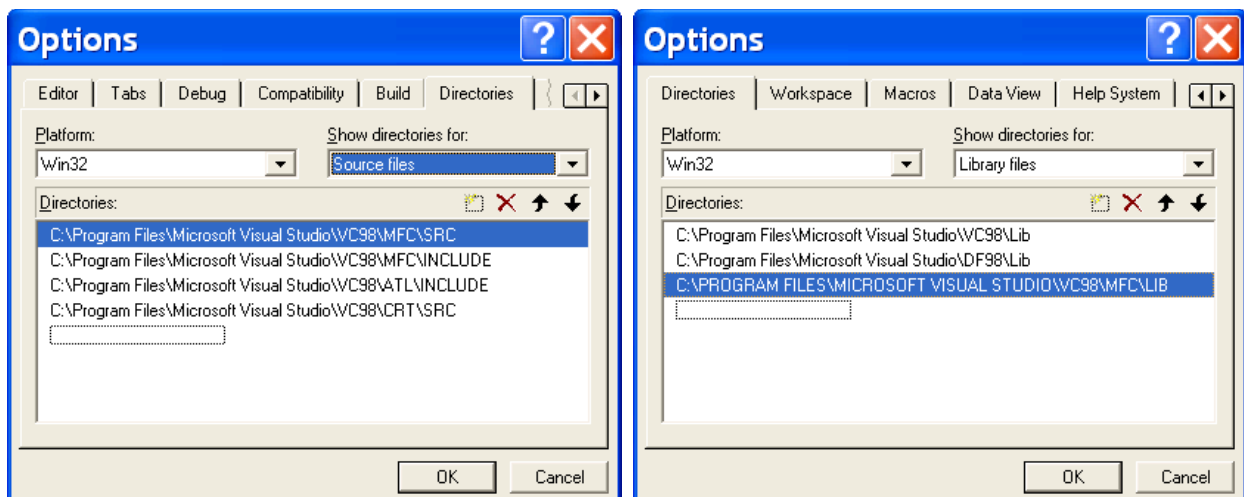 Options
Editor Tabs Debug Compatibility Build Directories
Platform: Show directories for:
Win32 Source files
Directories:
C:\Program Files\Microsoft Visual Studio\VC98\MFC\SRC
C:\Program Files\Microsoft Visual Studio\VC98\MFC\INCLUDE
C:\Program Files\Microsoft Visual Studio\VC98\ATL\INCLUDE
C:\Program Files\Microsoft Visual Studio\VC98\CRT\SRC
OK Cancel
Options
Directories Workspace Macros Data View Help System
Platform: Show directories for:
Win32 Library files
Directories:
C:\Program Files\Microsoft Visual Studio\VC98\Lib
C:\Program Files\Microsoft Visual Studio\DF98\Lib
C:\PROGRAM FILES\MICROSOFT VISUAL STUDIO\VC98\MFC\LIB
OK Cancel